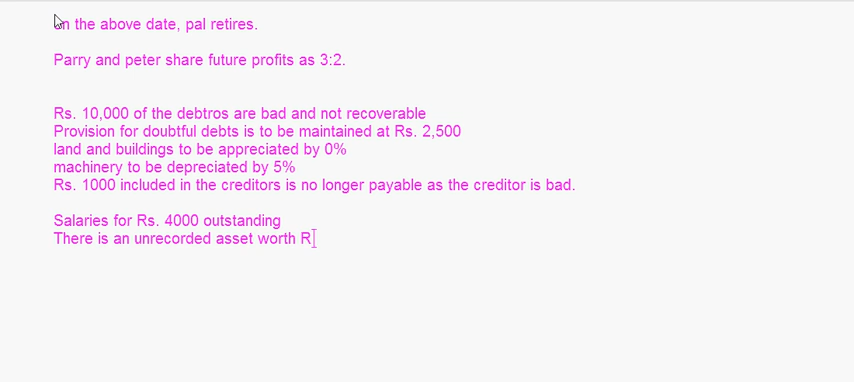 On the above date, pal retires.
Parry and peter share future profits as 3:2.
Rs. 10,000 of the debtros are bad and not recoverable
Provision for doubtful debts is to be maintained at Rs. 2,500
land and buildings to be appreciated by 0%
machinery to be depreciated by 5%
Rs. 1000 included in the creditors is no longer payable as the creditor is bad.
Salaries for Rs. 4000 outstanding
There is an unrecorded asset worth R